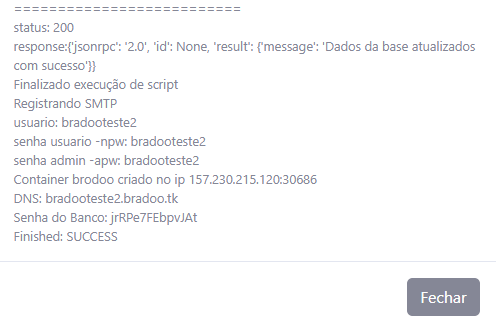 ==========================
status: 200
response:{'jsonrpc': '2.0', 'id': None, 'result': {'message': 'Dados da base atualizados
com sucesso'}}
Finalizado execução de script
Registrando SMTP
usuario: bradooteste2
senha usuario -npw: bradooteste2
senha admin -apw: bradooteste2
Container brodoo criado no ip 157.230.215.120:30686
DNS: bradooteste2.bradoo.tk
Senha do Banco: jrRPe7FEbpvJAt
Finished: SUCCESS
Fechar